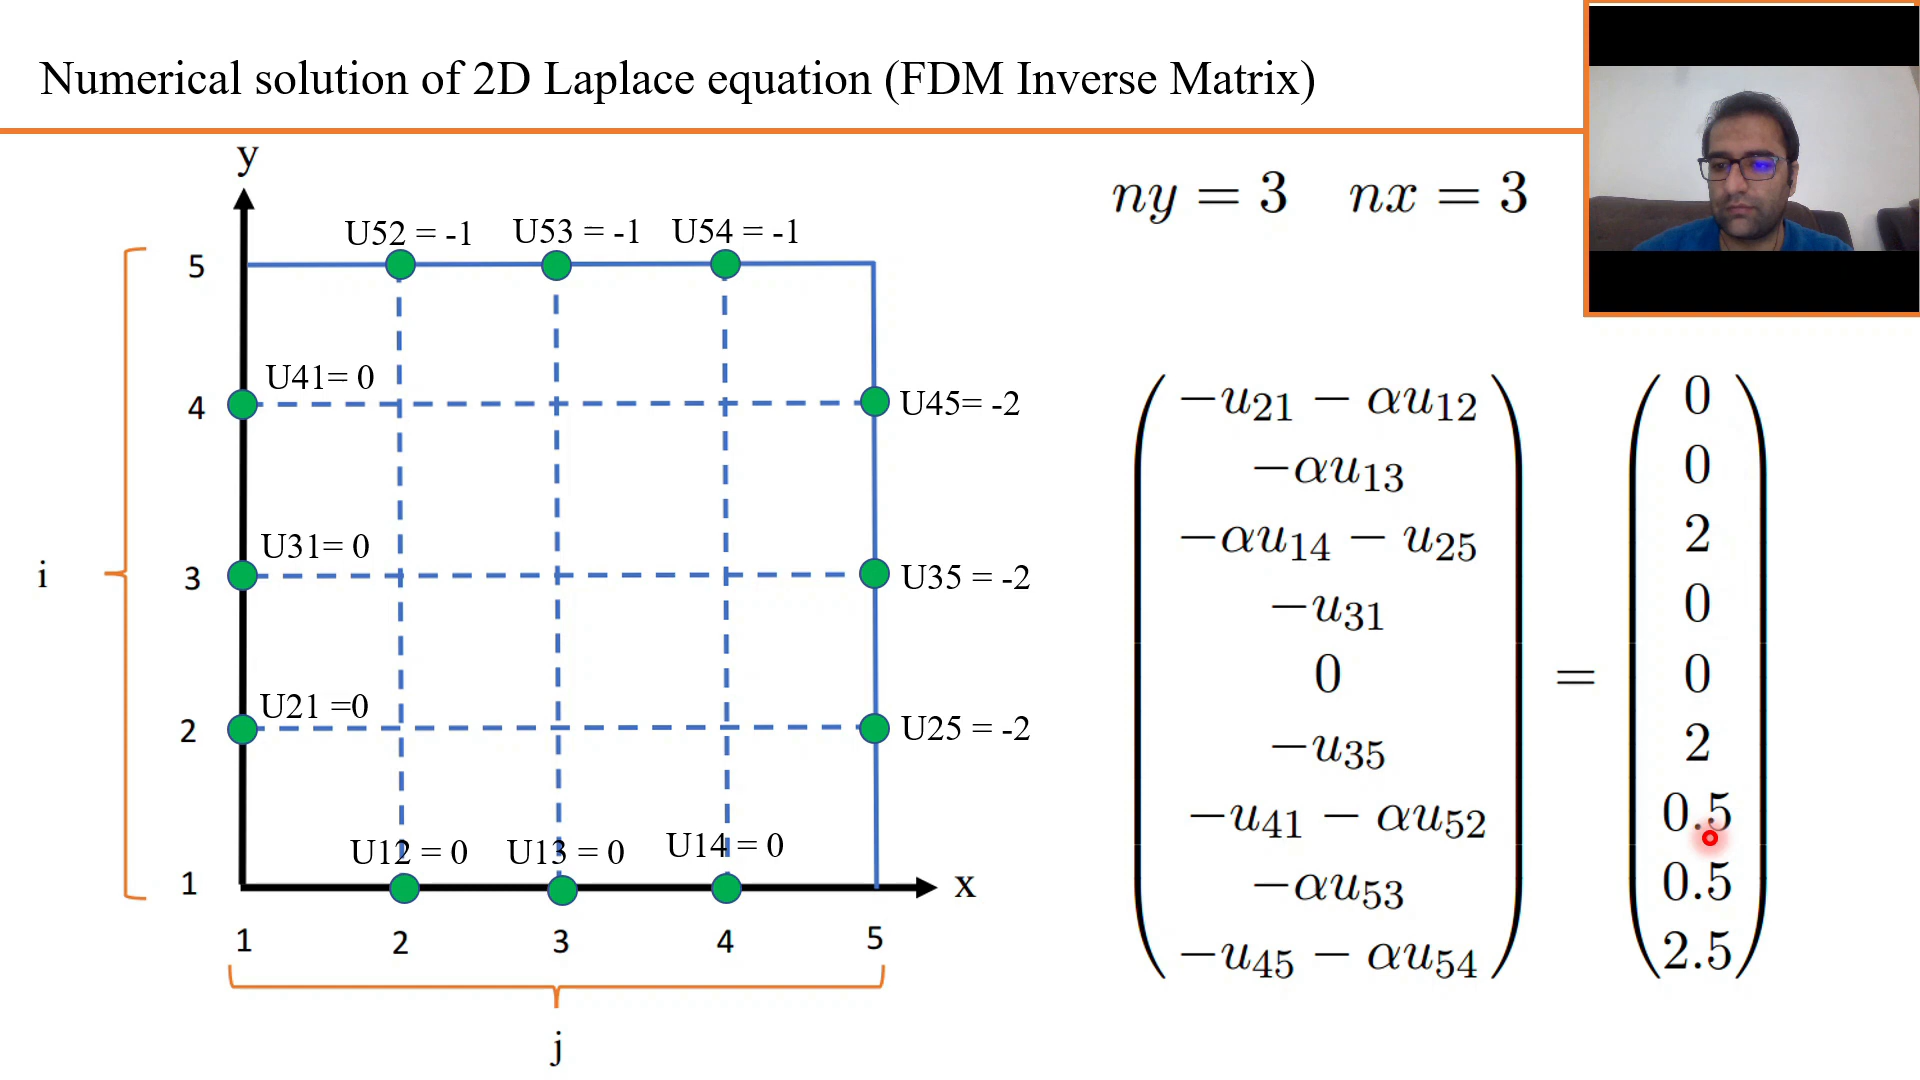 Numerical solution of 2D Laplace equation (FDM Inverse Matrix)
y
ny = 3 nx = 3
U52 = -1 U53 = -1 U54 = -1
5
U41= 0
4
U45= -2
U31= 0
3
U35 = -2
i
U21 =0
2
U25 = -2
U12 = 0 U13 = 0 U14 = 0
1
x
1 2 3 4 5
j
−u21 − αu12
−αu13
−αu14 − u25
−u31
0
−u35
−u41 − αu52
−αu53
−u45 − αu54
=
0
0
2
0
0
2
0.5
0.5
2.5